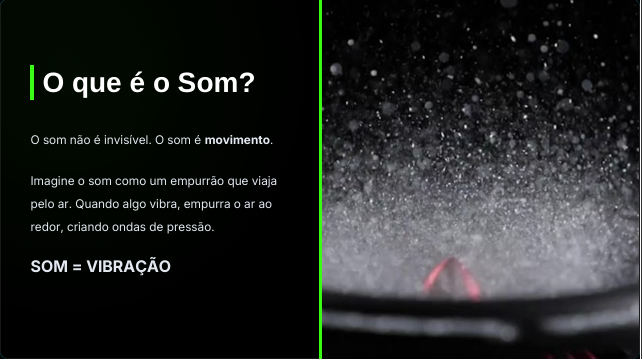 O que é o Som?
O som não é invisível. O som é movimento.
Imagine o som como um empurrão que viaja
pelo ar. Quando algo vibra, empurra o ar ao
redor, criando ondas de pressão.
SOM = VIBRAÇÃO